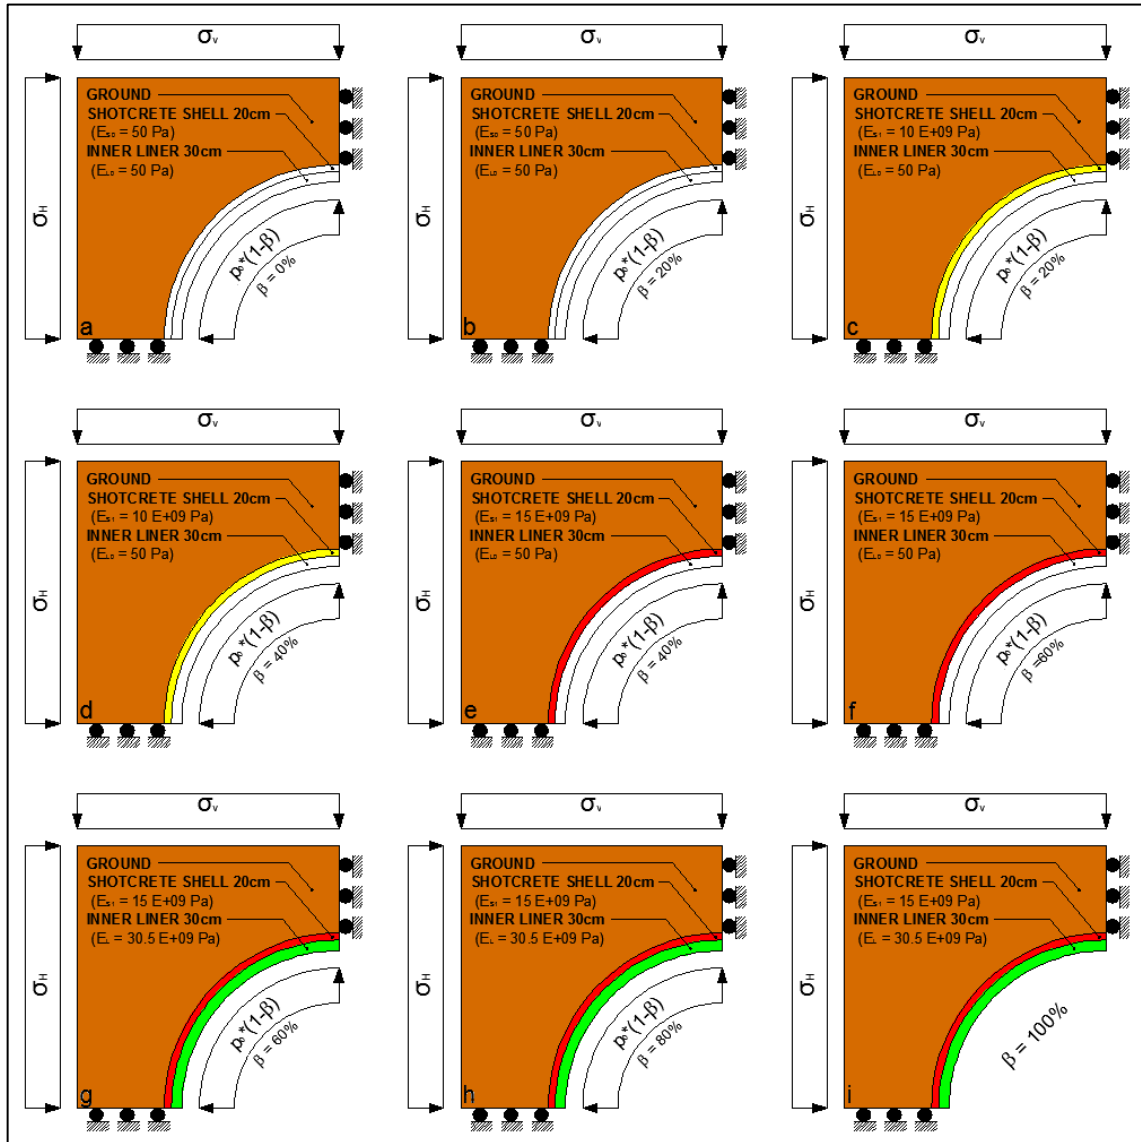 σᵥ
σH
GROUND
SHOTCRETE SHELL 20cm
(Es₀ = 50 Pa)
INNER LINER 30cm
(EL₀ = 50 Pa)
p₀*(1-β)
β = 0%
a
σᵥ
σH
GROUND
SHOTCRETE SHELL 20cm
(Es₀ = 50 Pa)
INNER LINER 30cm
(EL₀ = 50 Pa)
p₀*(1-β)
β = 20%
b
σᵥ
σH
GROUND
SHOTCRETE SHELL 20cm
(Es₁ = 10 E+09 Pa)
INNER LINER 30cm
(EL₀ = 50 Pa)
p₀*(1-β)
β = 20%
c
σᵥ
σH
GROUND
SHOTCRETE SHELL 20cm
(Es₁ = 10 E+09 Pa)
INNER LINER 30cm
(EL₀ = 50 Pa)
p₀*(1-β)
β = 40%
d
σᵥ
σH
GROUND
SHOTCRETE SHELL 20cm
(Es₁ = 15 E+09 Pa)
INNER LINER 30cm
(EL₀ = 50 Pa)
p₀*(1-β)
β = 40%
e
σᵥ
σH
GROUND
SHOTCRETE SHELL 20cm
(Es₁ = 15 E+09 Pa)
INNER LINER 30cm
(EL₀ = 50 Pa)
p₀*(1-β)
β =60%
f
σᵥ
σH
GROUND
SHOTCRETE SHELL 20cm
(Es₁ = 15 E+09 Pa)
INNER LINER 30cm
(EL = 30.5 E+09 Pa)
p₀*(1-β)
β = 60%
g
σᵥ
σH
GROUND
SHOTCRETE SHELL 20cm
(Es₁ = 15 E+09 Pa)
INNER LINER 30cm
(EL = 30.5 E+09 Pa)
p₀*(1-β)
β = 80%
h
σᵥ
σH
GROUND
SHOTCRETE SHELL 20cm
(Es₁ = 15 E+09 Pa)
INNER LINER 30cm
(EL = 30.5 E+09 Pa)
β = 100%
i